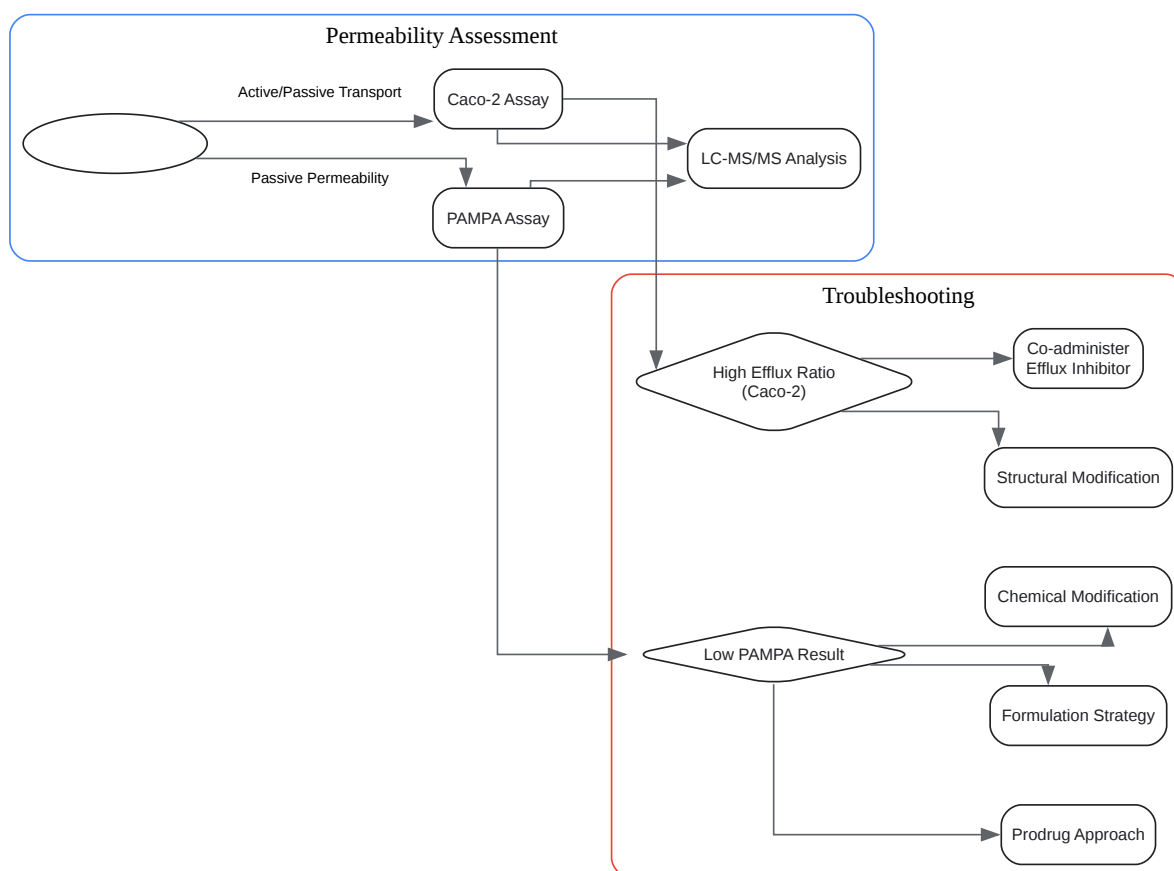 Permeability Assessment
Active/Passive Transport
Caco-2 Assay
LC-MS/MS Analysis
Passive Permeability
PAMPA Assay
Troubleshooting
High Efflux Ratio
(Caco-2)
Co-administer
Efflux Inhibitor
Structural Modification
Chemical Modification
Low PAMPA Result
Formulation Strategy
Prodrug Approach